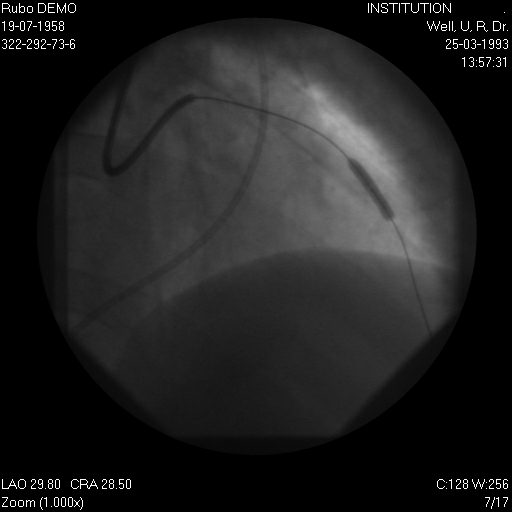 Rubo DEMO
19-07-1958
322-292-73-6
INSTITUTION .
Well, U, R, Dr.
25-03-1993
13:57:31
LAO 29.80 CRA 28.50
Zoom (1.000x)
C:128 W:256
7/17